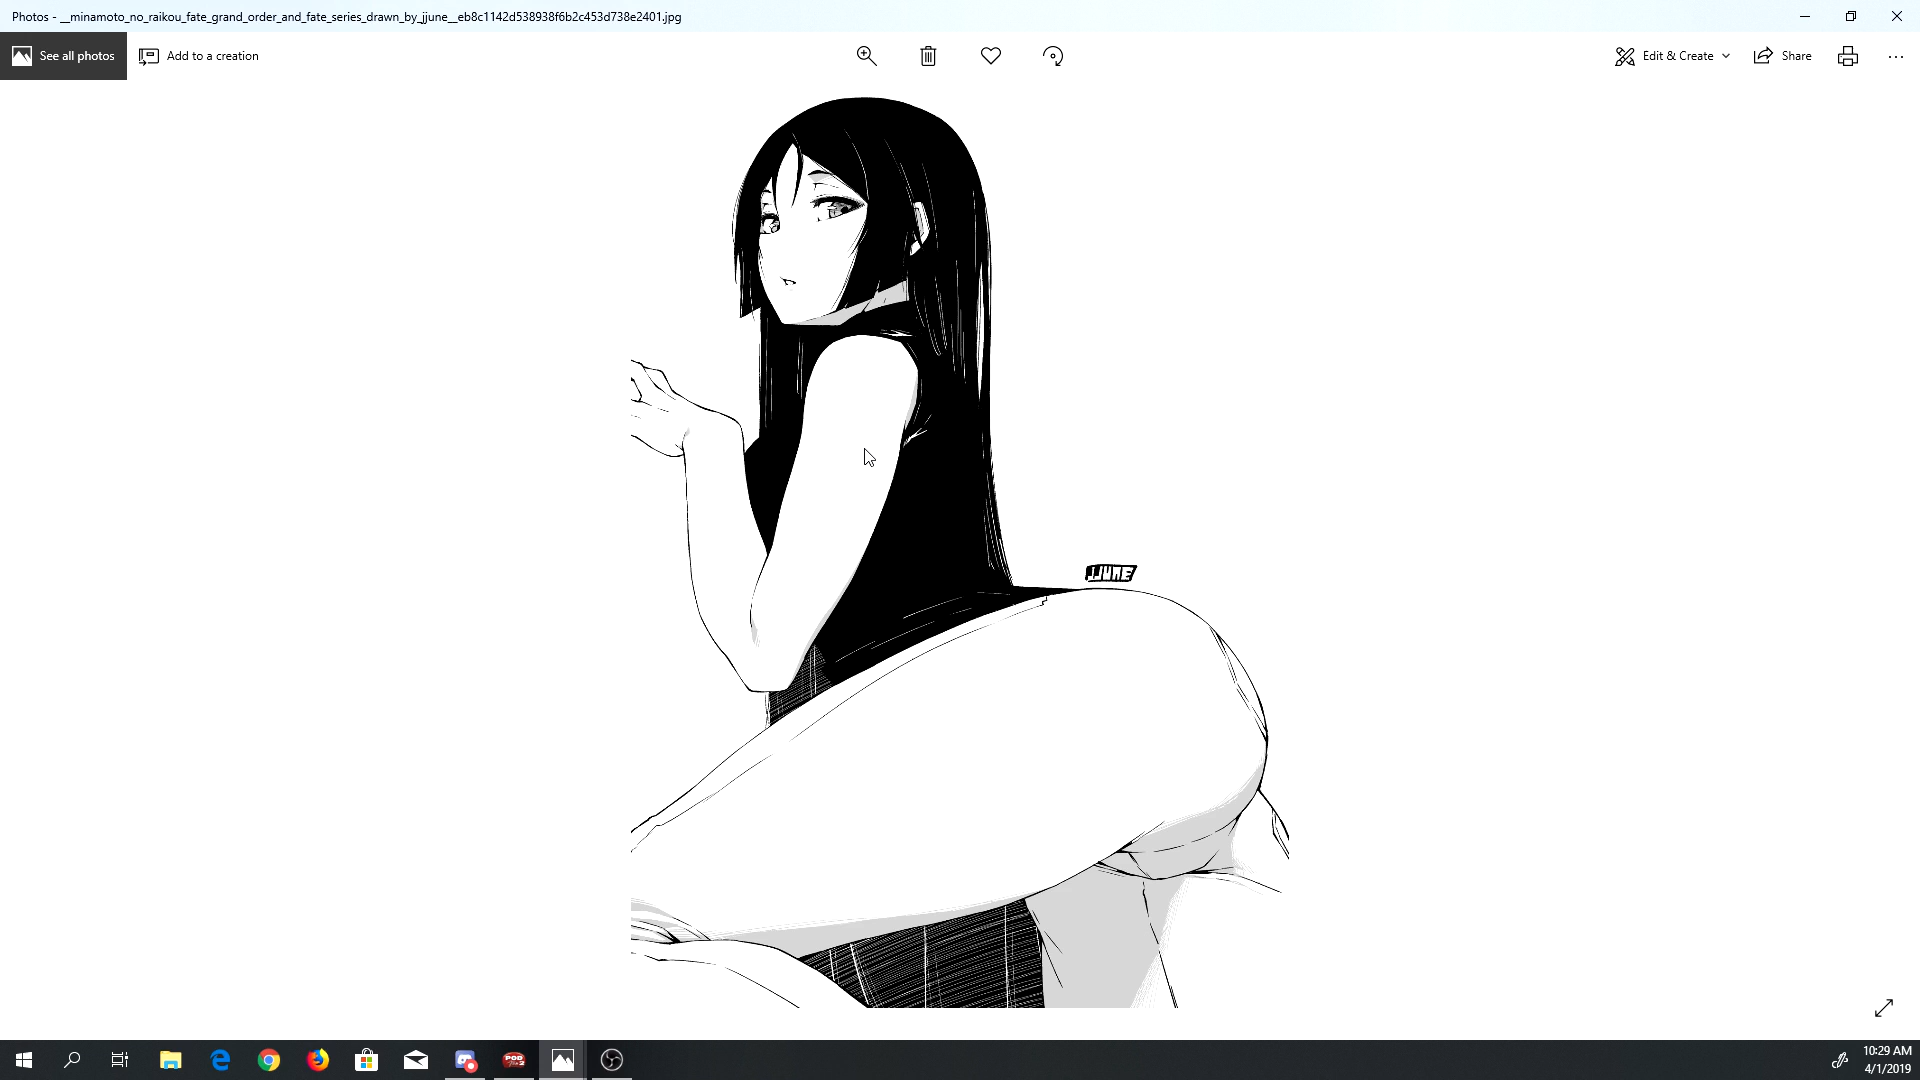 Photos - __minamoto_no_raikou_fate_grand_order_and_fate_series_drawn_by_jjune__eb8c1142d538938f6b2c453d738e2401.jpg
See all photos
Add to a creation
Edit & Create
Share
JJUNE
POD
10:29 AM
4/1/2019